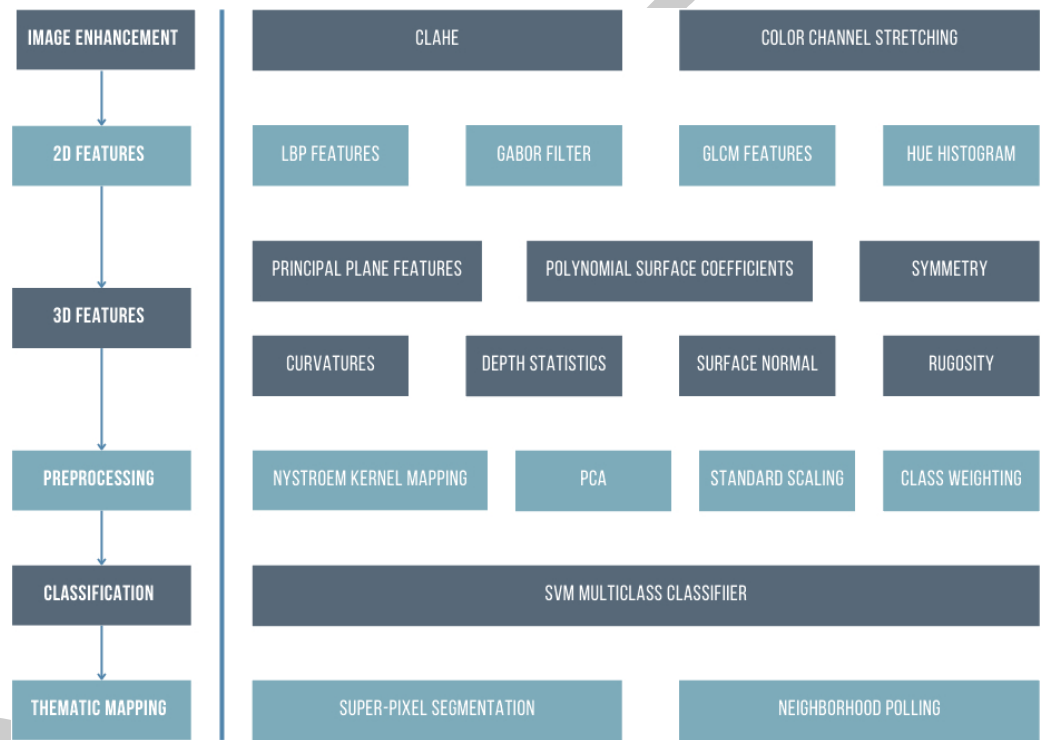 IMAGE ENHANCEMENT
CLAHE
COLOR CHANNEL STRETCHING
2D FEATURES
LBP FEATURES
GABOR FILTER
GLCM FEATURES
HUE HISTOGRAM
3D FEATURES
PRINCIPAL PLANE FEATURES
POLYNOMIAL SURFACE COEFFICIENTS
SYMMETRY
CURVATURES
DEPTH STATISTICS
SURFACE NORMAL
RUGOSITY
PREPROCESSING
NYSTROEM KERNEL MAPPING
PCA
STANDARD SCALING
CLASS WEIGHTING
CLASSIFICATION
SVM MULTICLASS CLASSIFIIER
THEMATIC MAPPING
SUPER-PIXEL SEGMENTATION
NEIGHBORHOOD POLLING